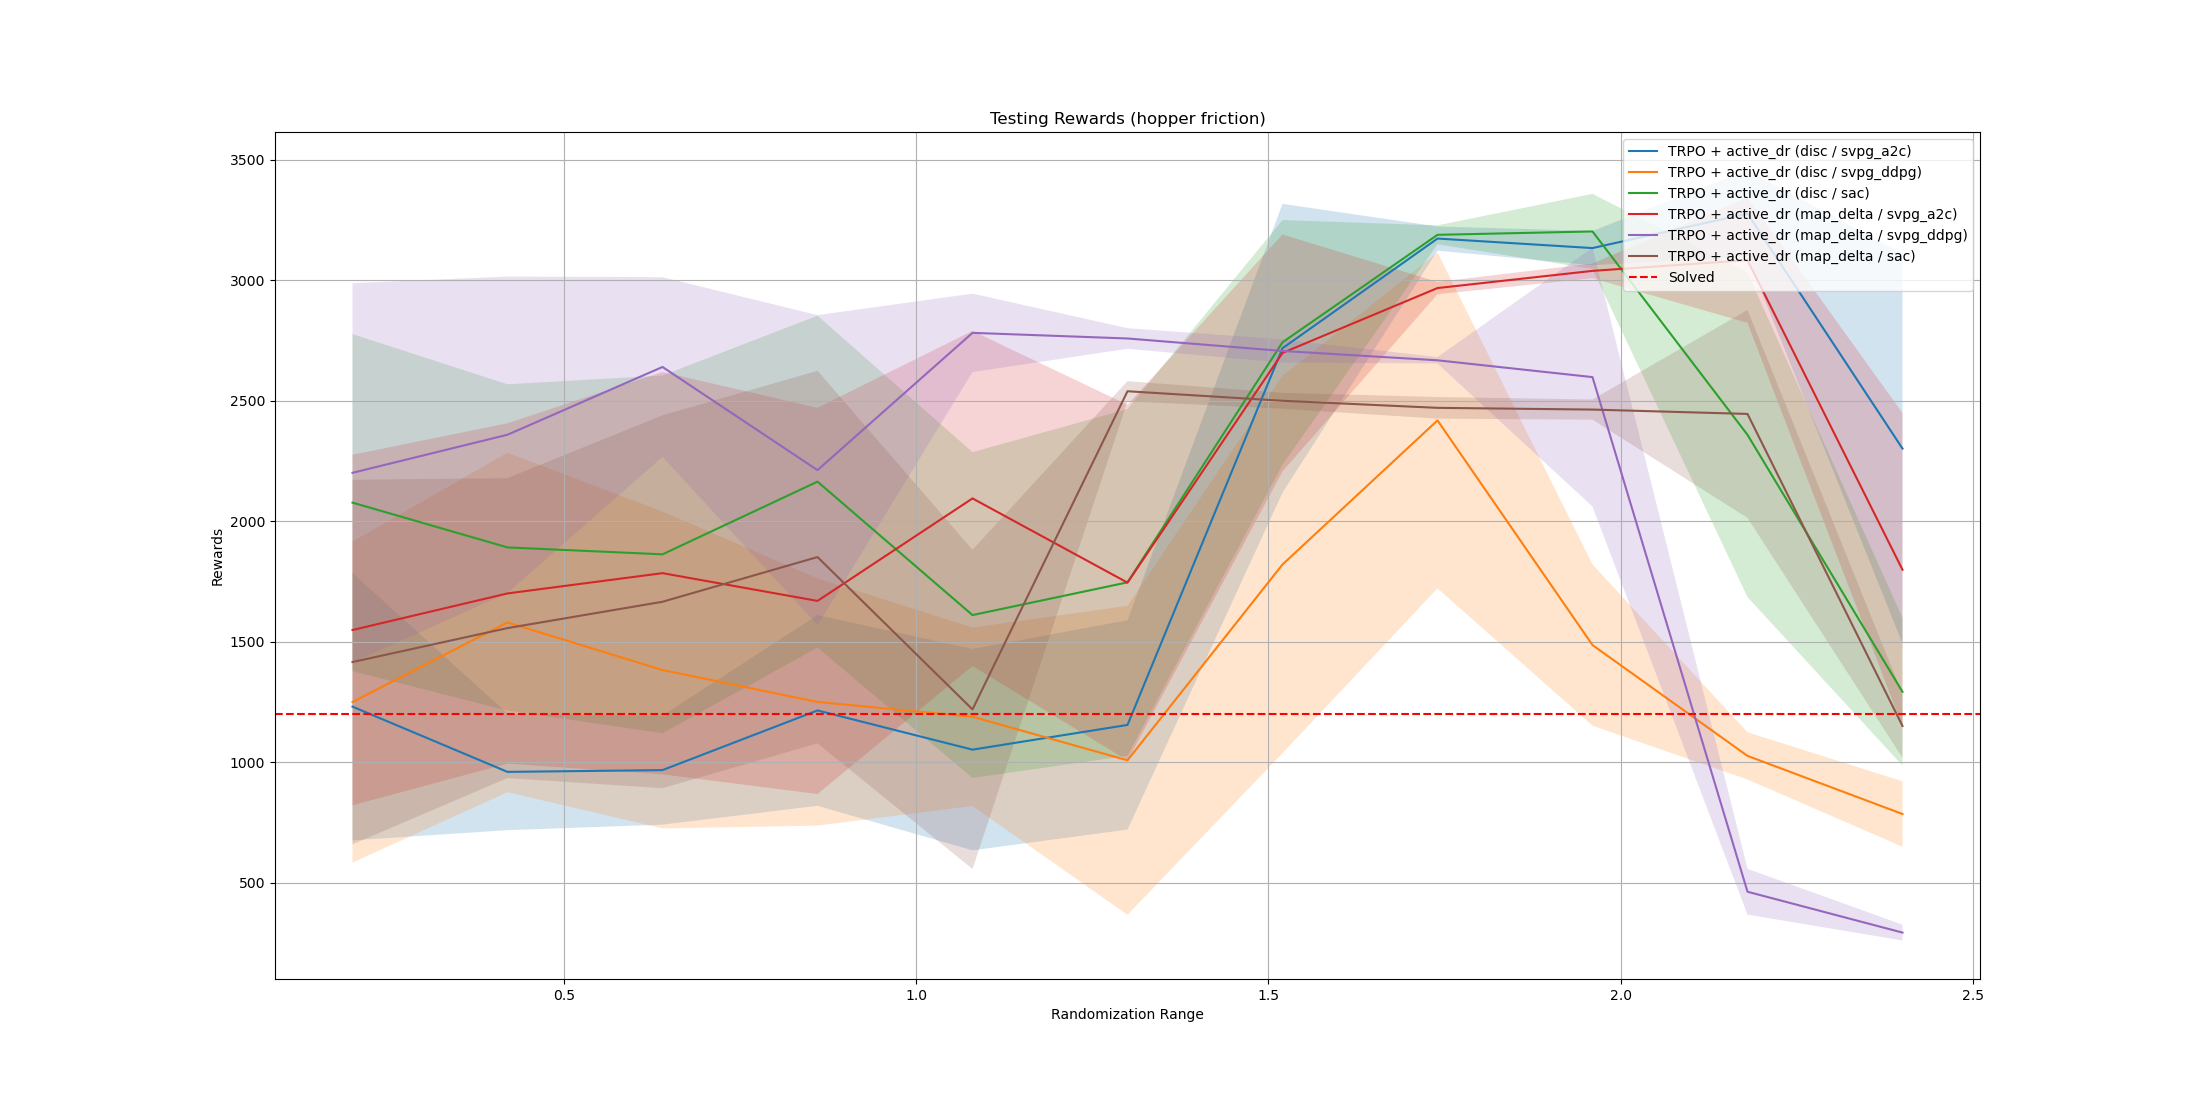 Testing Rewards (hopper friction)
3500
3000
2500
2000
1500
1000
500
Rewards
TRPO + active_dr (disc / svpg_a2c)
TRPO + active_dr (disc / svpg_ddpg)
TRPO + active_dr (disc / sac)
TRPO + active_dr (map_delta / svpg_a2c)
TRPO + active_dr (map_delta / svpg_ddpg)
TRPO + active_dr (map_delta / sac)
Solved
0.5 1.0 1.5 2.0 2.5
Randomization Range